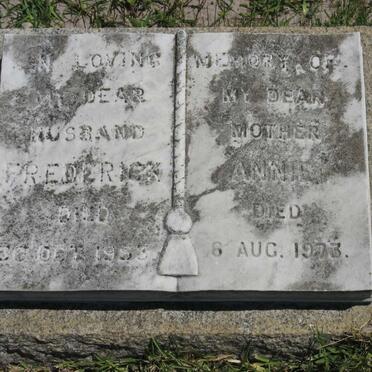 IN LOVING MEMORY OF
MY DEAR
HUSBAND
FREDERICK
DIED
OCT. 1953.
MY DEAR
MOTHER
ANNIE
DIED
6 AUG. 1973.